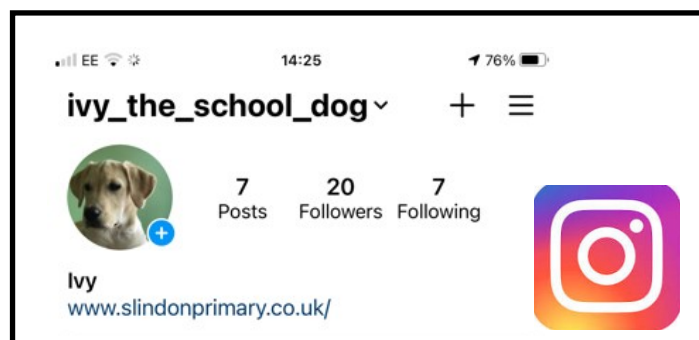 EE 14:25 76%
ivy_the_school_dog
7 20 7
Posts Followers Following
Ivy
www.slindonprimary.co.uk/